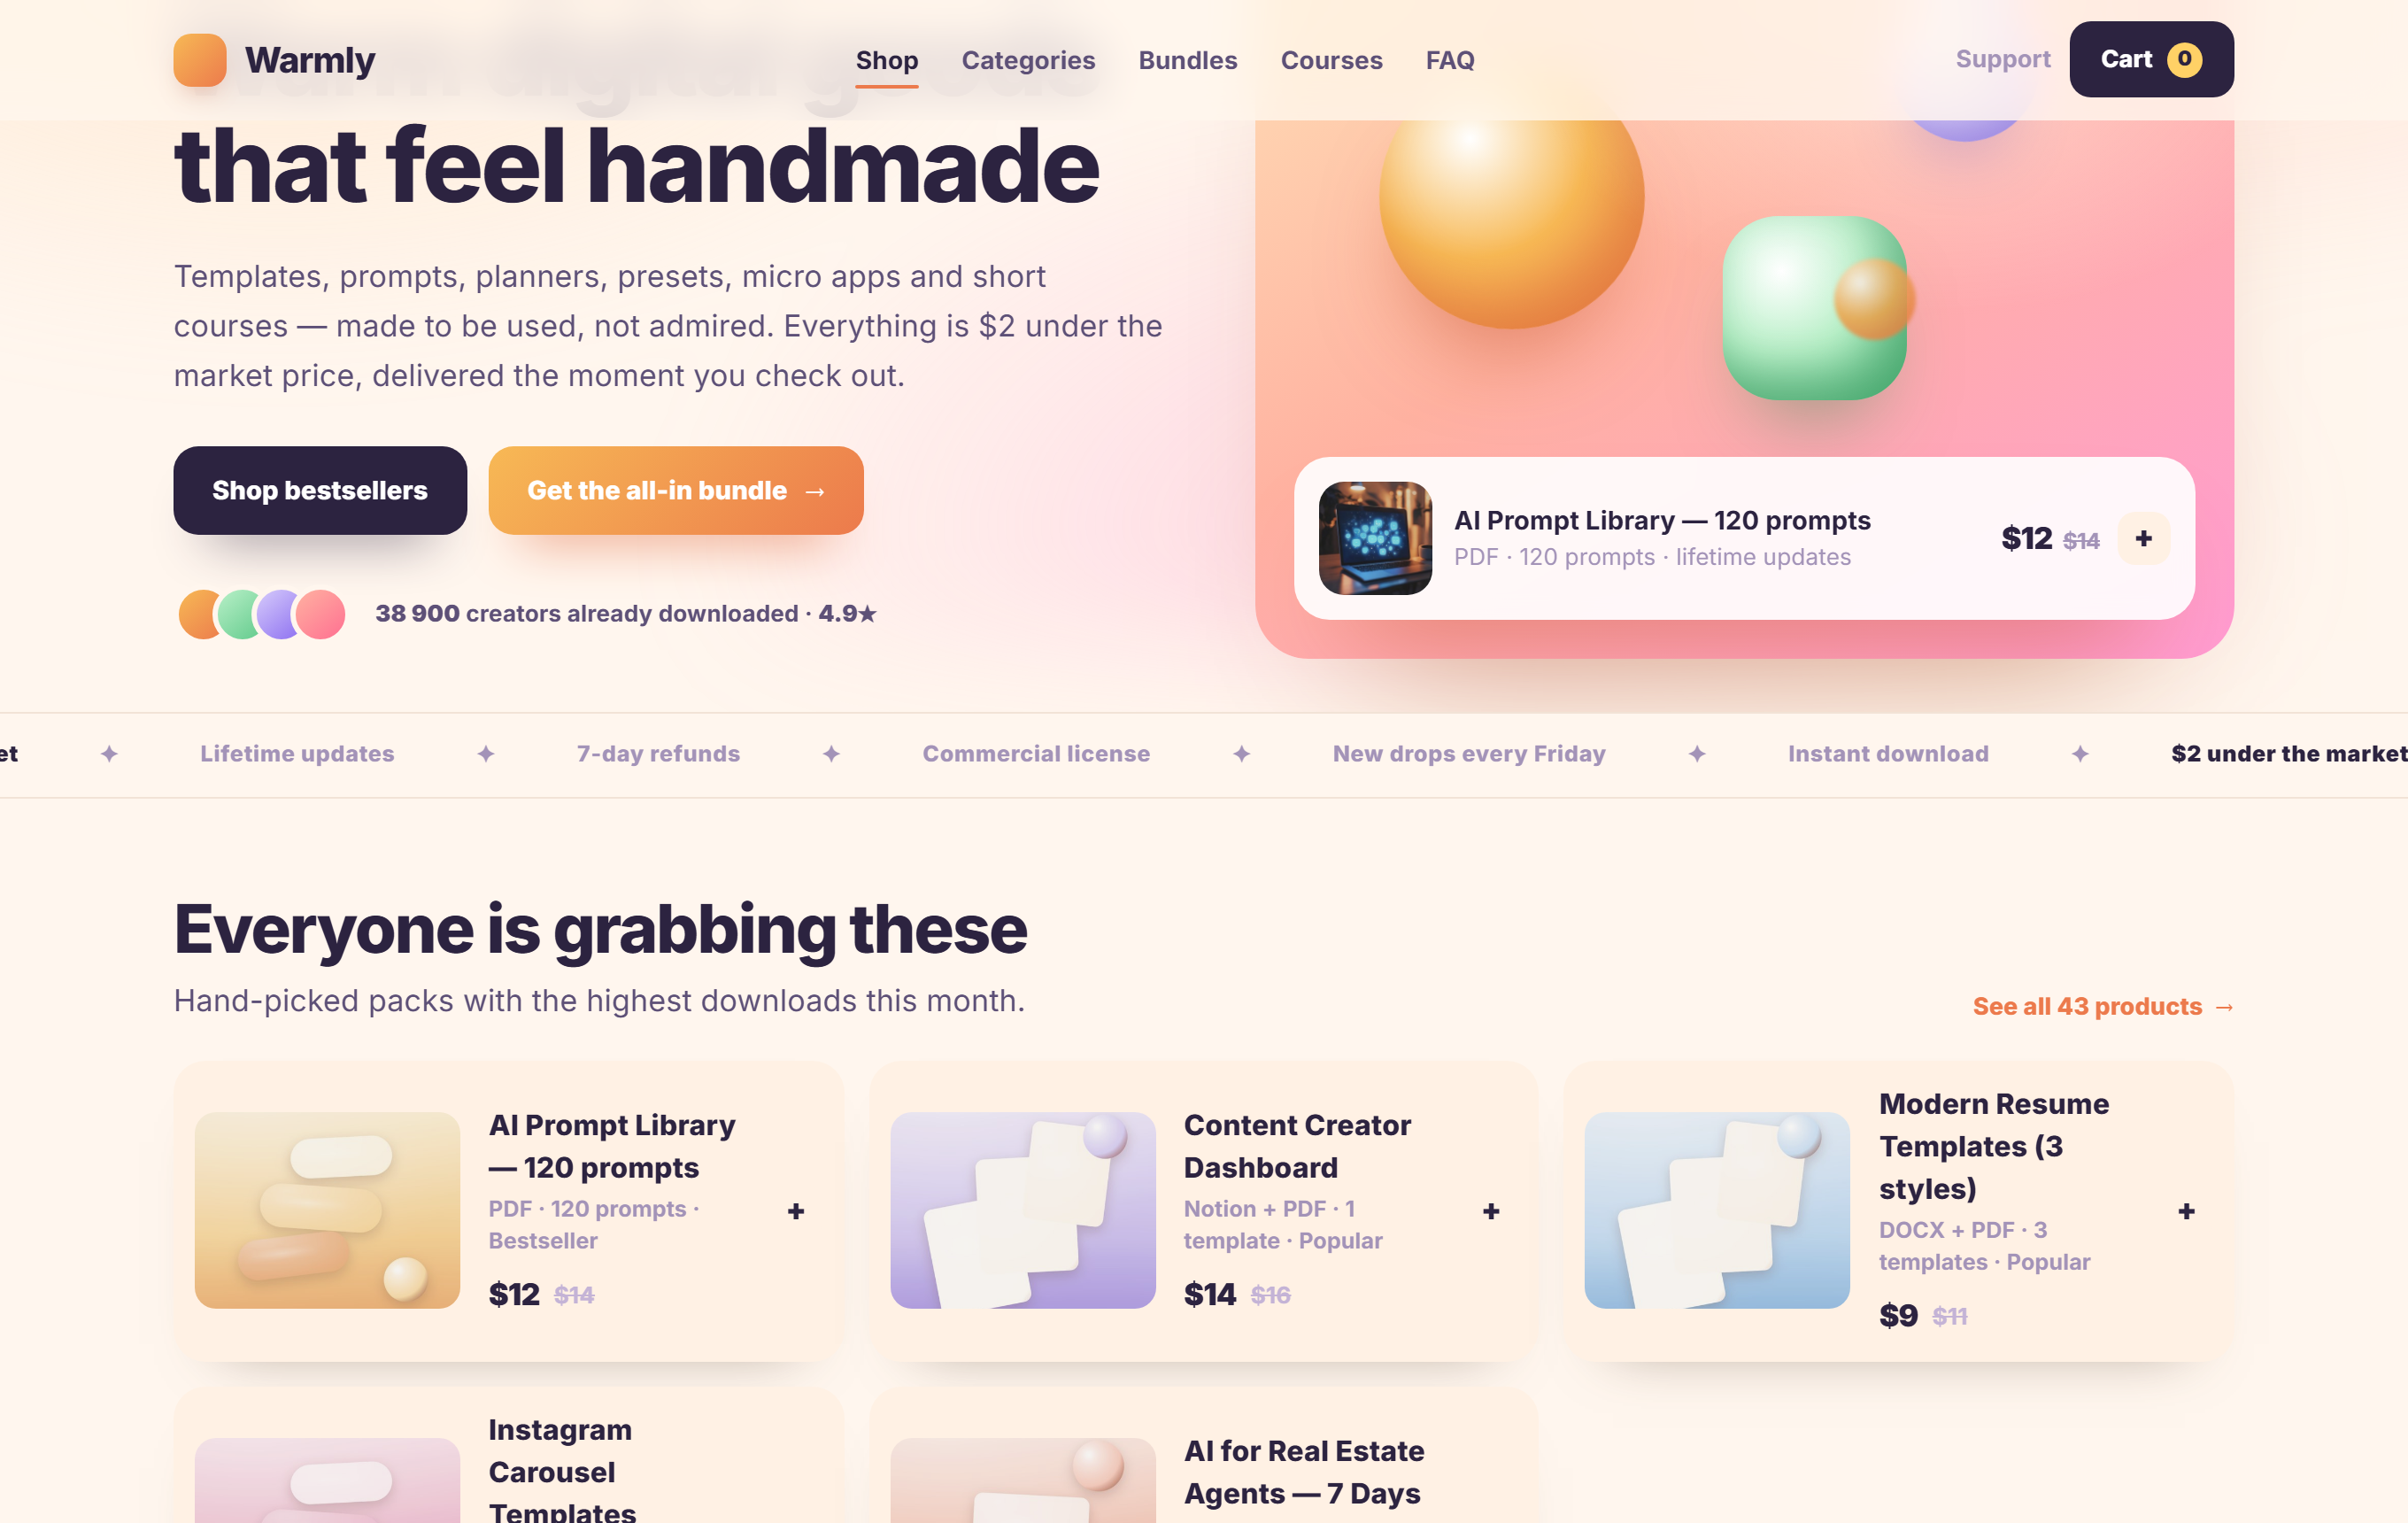 Warmly
Shop
Categories
Bundles
Courses
FAQ
Support
Cart 0
that feel handmade
Templates, prompts, planners, presets, micro apps and short
courses — made to be used, not admired. Everything is $2 under the
market price, delivered the moment you check out.
Shop bestsellers
Get the all-in bundle →
38 900 creators already downloaded · 4.9★
AI Prompt Library — 120 prompts
PDF · 120 prompts · lifetime updates
$12 $14
+
et ✦ Lifetime updates ✦ 7-day refunds ✦ Commercial license ✦ New drops every Friday ✦ Instant download ✦ $2 under the market
Everyone is grabbing these
Hand-picked packs with the highest downloads this month.
See all 43 products →
AI Prompt Library
— 120 prompts
PDF · 120 prompts ·
Bestseller
$12 $14
+
Content Creator
Dashboard
Notion + PDF · 1
template · Popular
$14 $16
+
Modern Resume
Templates (3
styles)
DOCX + PDF · 3
templates · Popular
$9 $11
+
Instagram
Carousel
Templates
AI for Real Estate
Agents — 7 Days